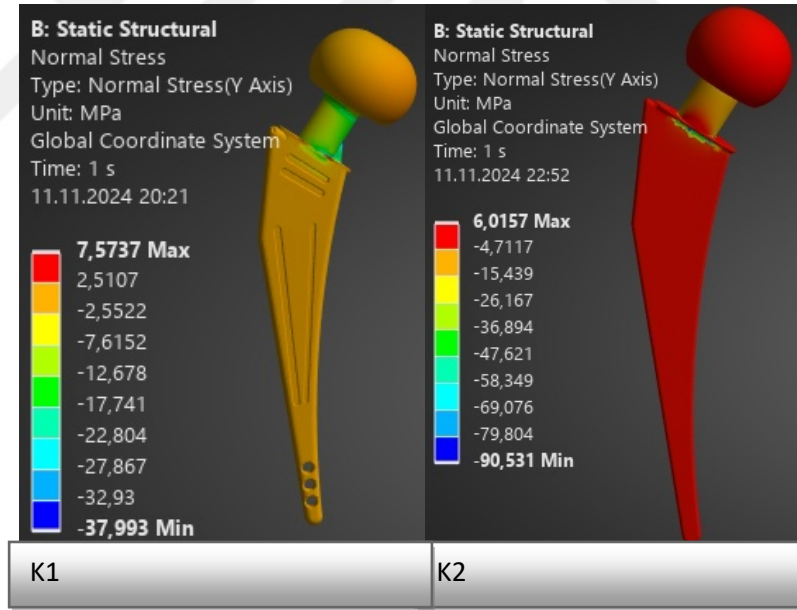 B: Static Structural
Normal Stress
Type: Normal Stress(Y Axis)
Unit: MPa
Global Coordinate System
Time: 1 s
11.11.2024 20:21
7,5737 Max
2,5107
-2,5522
-7,6152
-12,678
-17,741
-22,804
-27,867
-32,93
-37,993 Min
K1
B: Static Structural
Normal Stress
Type: Normal Stress(Y Axis)
Unit: MPa
Global Coordinate System
Time: 1 s
11.11.2024 22:52
6,0157 Max
-4,7117
-15,439
-26,167
-36,894
-47,621
-58,349
-69,076
-79,804
-90,531 Min
K2